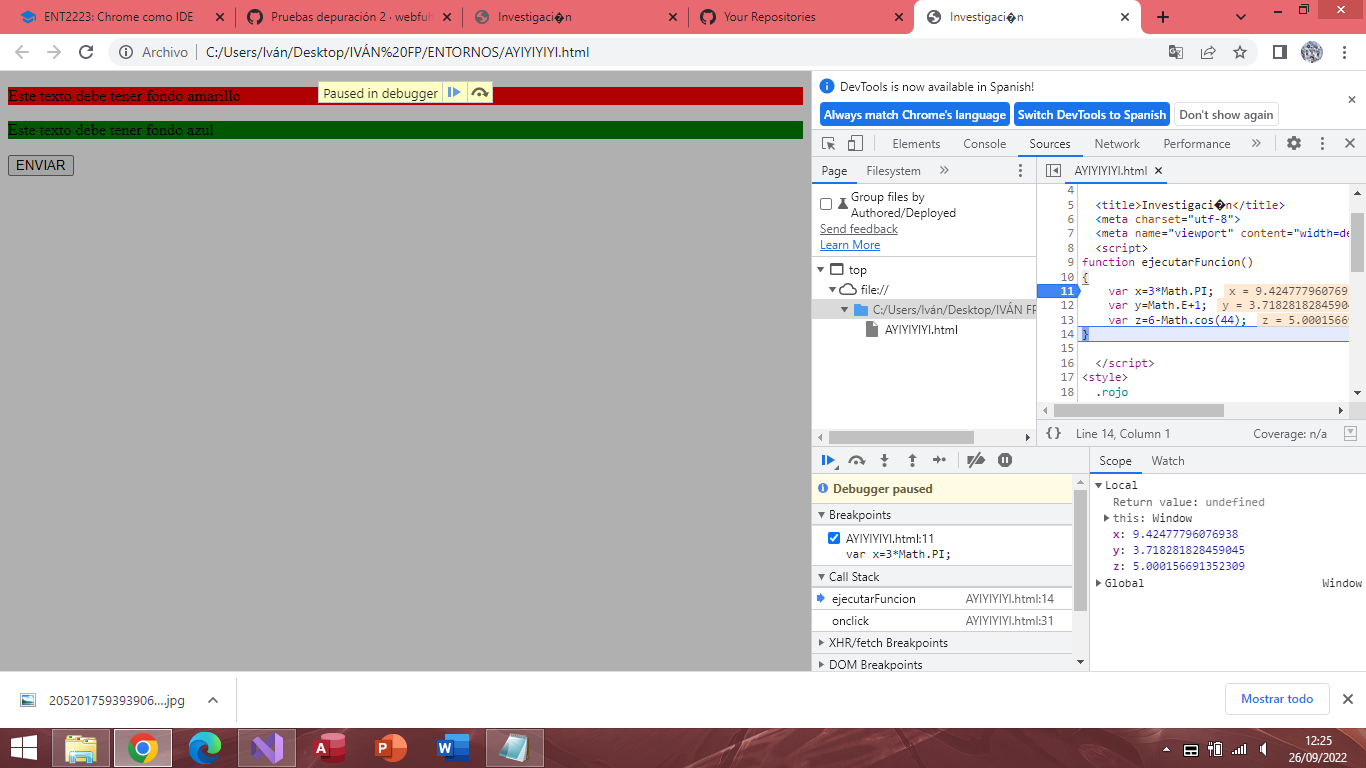 ENT2223: Chrome como IDE
Pruebas depuración 2 · webful
Investigaci�n
Your Repositories
Investigaci�n
Archivo
C:/Users/Iván/Desktop/IVÁN%20FP/ENTORNOS/AYIYIYIYI.html
Este texto debe tener fondo amarillo
Paused in debugger
Este texto debe tener fondo azul
ENVIAR
DevTools is now available in Spanish!
Always match Chrome's language
Switch DevTools to Spanish
Don't show again
Elements
Console
Sources
Network
Performance
Page
Filesystem
AYIYIYIYI.html
Group files by
Authored/Deployed
Send feedback
Learn More
top
file://
C:/Users/Iván/Desktop/IVÁN FP
AYIYIYIYI.html
4
5 <title>Investigaci�n</title>
6 <meta charset="utf-8">
7 <meta name="viewport" content="width=de
8 <script>
9 function ejecutarFuncion()
10 {
11 var x=3*Math.PI; x = 9.424777960769
12 var y=Math.E+1; y = 3.71828182845904
13 var z=6-Math.cos(44); z = 5.00015669
14 }
15
16 </script>
17 <style>
18 .rojo
{} Line 14, Column 1
Coverage: n/a
Debugger paused
Breakpoints
AYIYIYIYI.html:11
var x=3*Math.PI;
Call Stack
ejecutarFuncion AYIYIYIYI.html:14
onclick AYIYIYIYI.html:31
XHR/fetch Breakpoints
DOM Breakpoints
Scope
Watch
Local
Return value: undefined
this: Window
x: 9.42477796076938
y: 3.718281828459045
z: 5.000156691352309
Global Window
205201759393906....jpg
Mostrar todo
12:25
26/09/2022